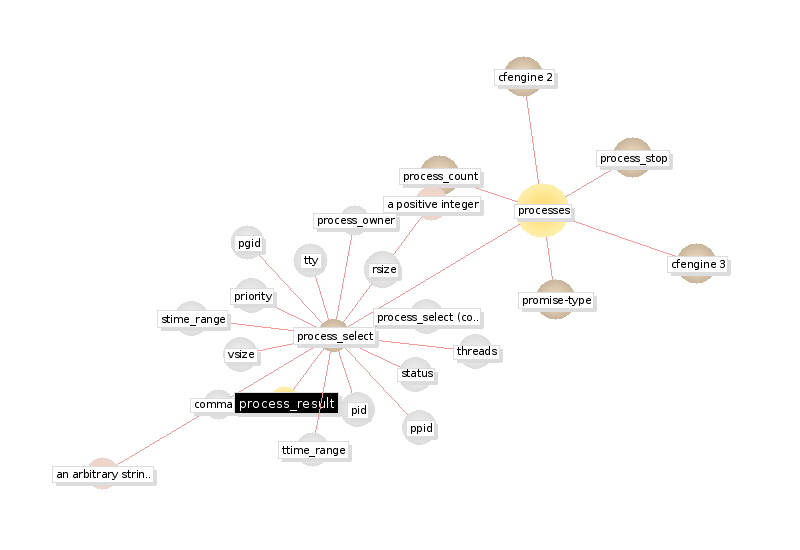 cfengine 2
process_stop
process_count
a positive integer
processes
process_owner
pgid
tty
rsize
cfengine 3
priority
promise-type
stime_range
process_select (co..
process_select
vsize
threads
status
comma
process_result
pid
ppid
ttime_range
an arbitrary strin..